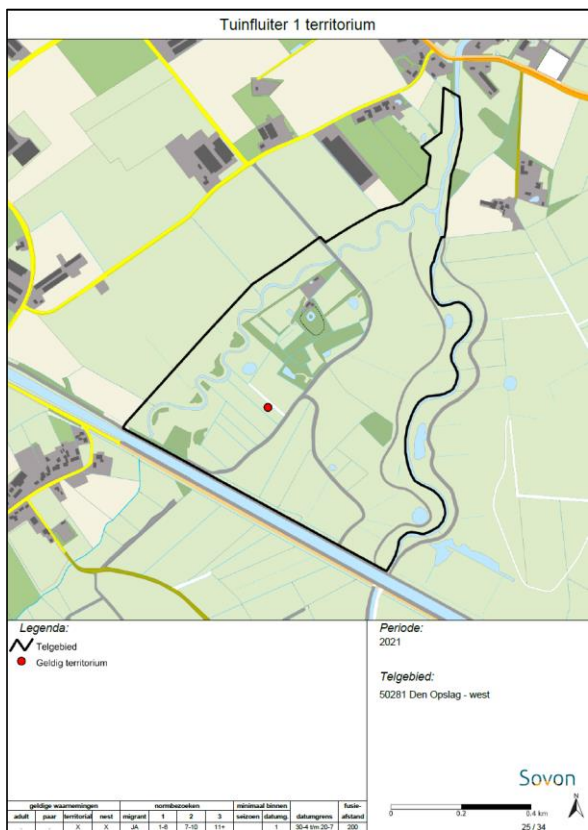 Tuinfluiter 1 territorium
Legenda:
Telgebied
Geldig territorium
Periode:
2021
Telgebied:
50281 Den Opslag - west
Sovon
N
0 0.2 0.4 km
25 / 34
geldige waarnemingen normbezoeken minimaal binnen fusie-
adult paar territorial nest migrant 1 2 3 seizoen datumg. datumgrens afstand
. . X X JA 1-6 7-10 11+ 1 30-4 t/m 20-7 200